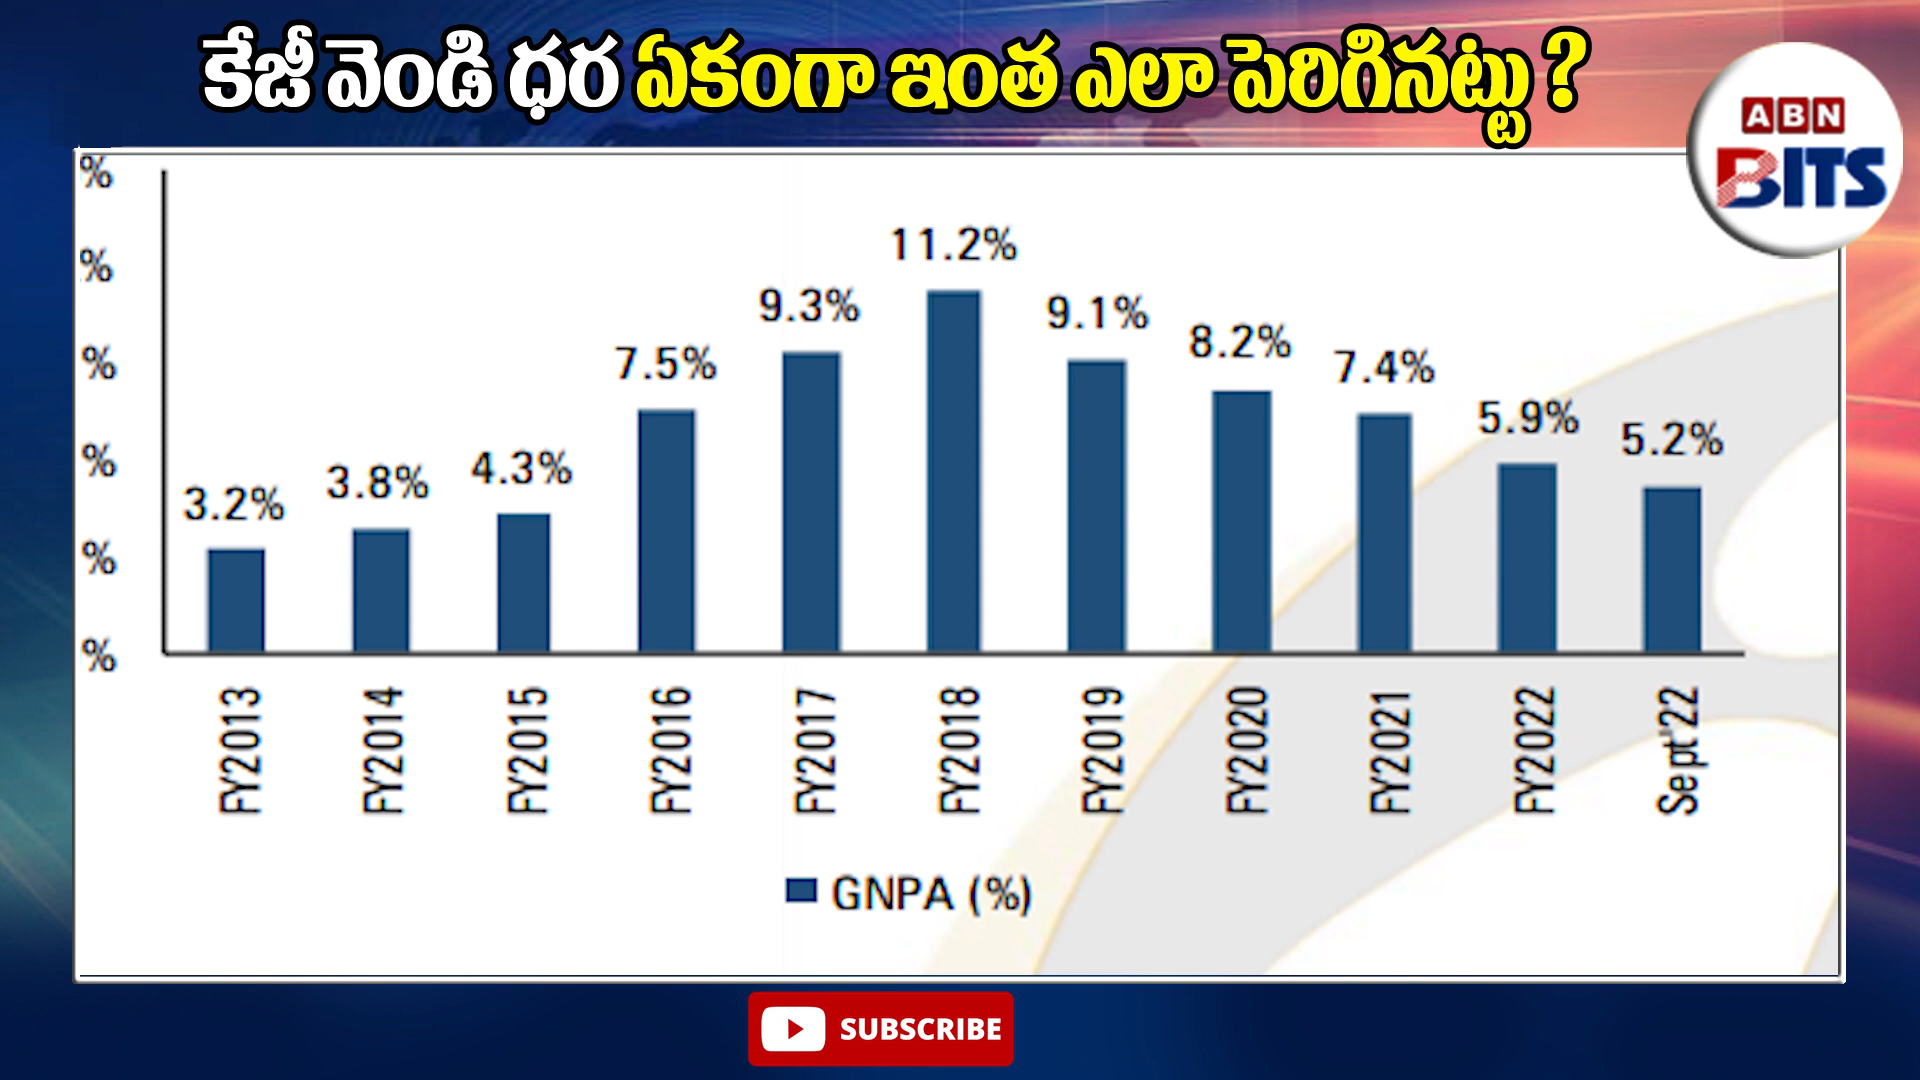 కేజీ వెండి ధర ఏకంగా ఇంత ఎలా పెరిగినట్టు ?
ABN
BITS
%
%
%
%
%
%
3.2%
3.8%
4.3%
7.5%
9.3%
11.2%
9.1%
8.2%
7.4%
5.9%
5.2%
FY2013
FY2014
FY2015
FY2016
FY2017
FY2018
FY2019
FY2020
FY2021
FY2022
Sept'22
GNPA (%)
SUBSCRIBE